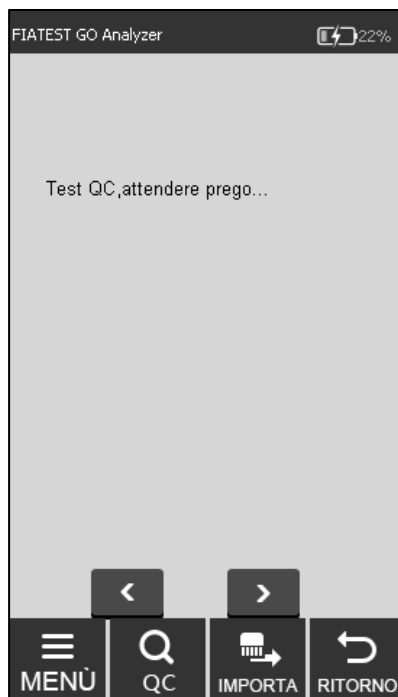 FIATEST GO Analyzer 22%
Test QC,attendere prego...
MENÙ QC IMPORTA RITORNO